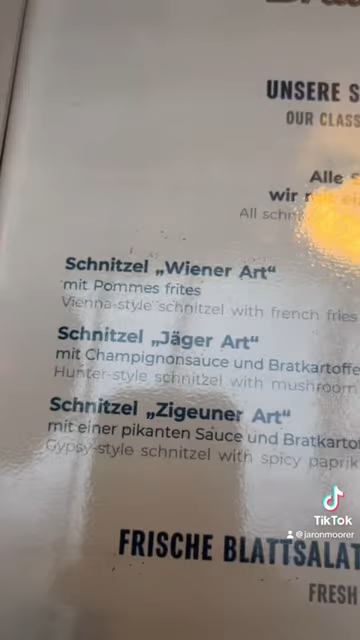 UNSERE S
OUR CLASS
Alle
wir
All
Schnitzel „Wiener Art“
mit Pommes frites
Vienna-style schnitzel with french fries
Schnitzel „Jäger Art“
mit Champignonsauce und Bratkartoffe
Hunter-style schnitzel with mushroom
Schnitzel „Zigeuner Art“
mit einer pikanten Sauce und Bratkartof
Gypsy-style schnitzel with spicy paprik
FRISCHE BLATTSALAT
FRESH
TikTok
@jaronmoorer